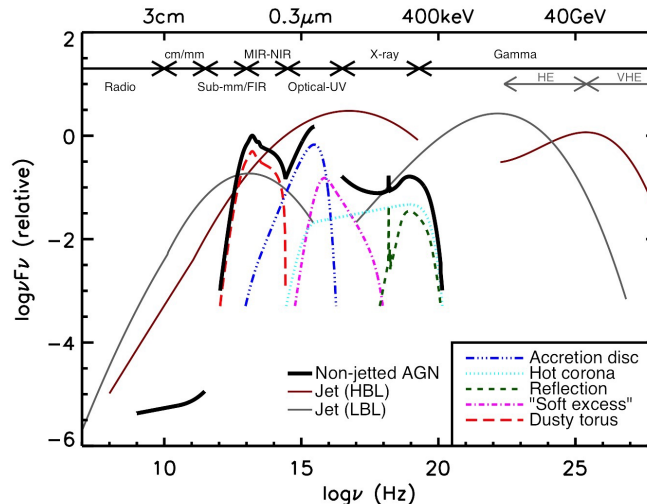 3cm 0.3μm 400keV 40GeV
cm/mm MIR-NIR X-ray Gamma
Radio Sub-mm/FIR Optical-UV HE VHE
2
0
−2
−4
−6
logνFν (relative)
Non-jetted AGN
Jet (HBL)
Jet (LBL)
Accretion disc
Hot corona
Reflection
"Soft excess"
Dusty torus
10 15 20 25
logν (Hz)